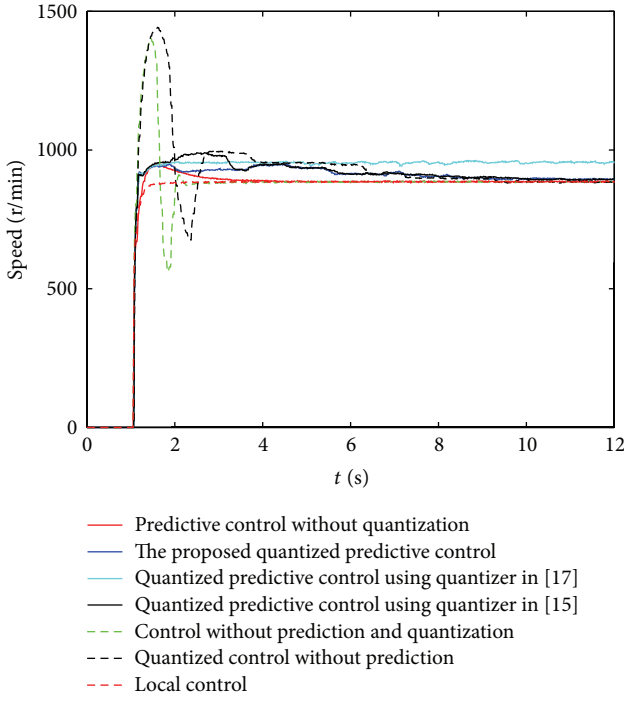 1500
1000
500
0
Speed (r/min)
0 2 4 6 8 10 12
t (s)
Predictive control without quantization
The proposed quantized predictive control
Quantized predictive control using quantizer in [17]
Quantized predictive control using quantizer in [15]
Control without prediction and quantization
Quantized control without prediction
Local control